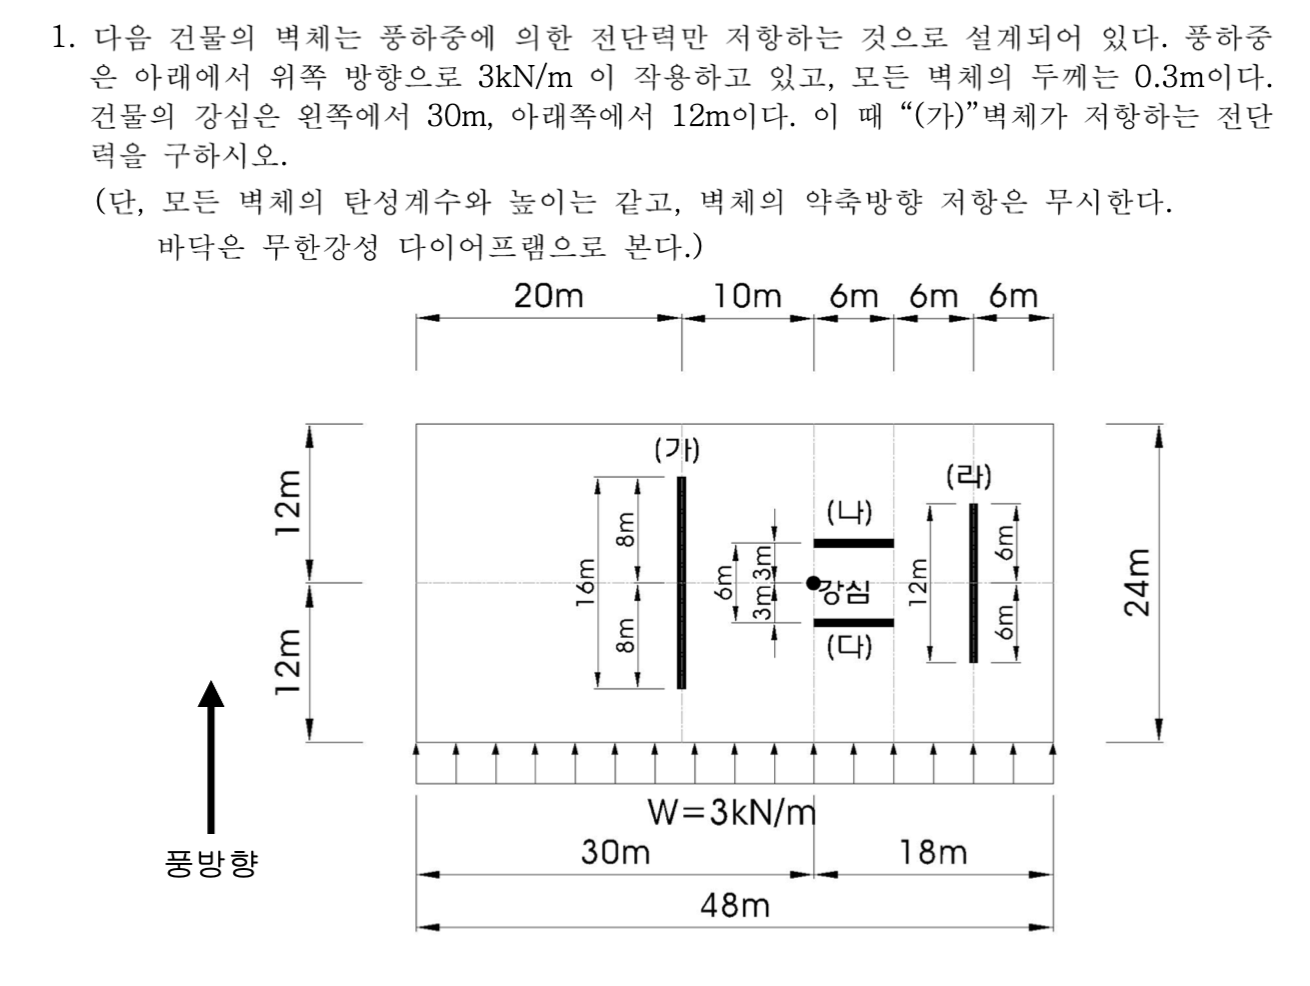 1. 다음 건물의 벽체는 풍하중에 의한 전단력만 저항하는 것으로 설계되어 있다. 풍하중
은 아래에서 위쪽 방향으로 3kN/m 이 작용하고 있고, 모든 벽체의 두께는 0.3m이다.
건물의 강심은 왼쪽에서 30m, 아래쪽에서 12m이다. 이 때 “(가)”벽체가 저항하는 전단
력을 구하시오.
(단, 모든 벽체의 탄성계수와 높이는 같고, 벽체의 약축방향 저항은 무시한다.
바닥은 무한강성 다이어프램으로 본다.)
20m 10m 6m 6m 6m
(가)
(라)
12m
8m
(나)
6m
16m
6m
3m
3m
강심
12m
24m
8m
(다)
6m
12m
풍방향
W=3kN/m
30m 18m
48m